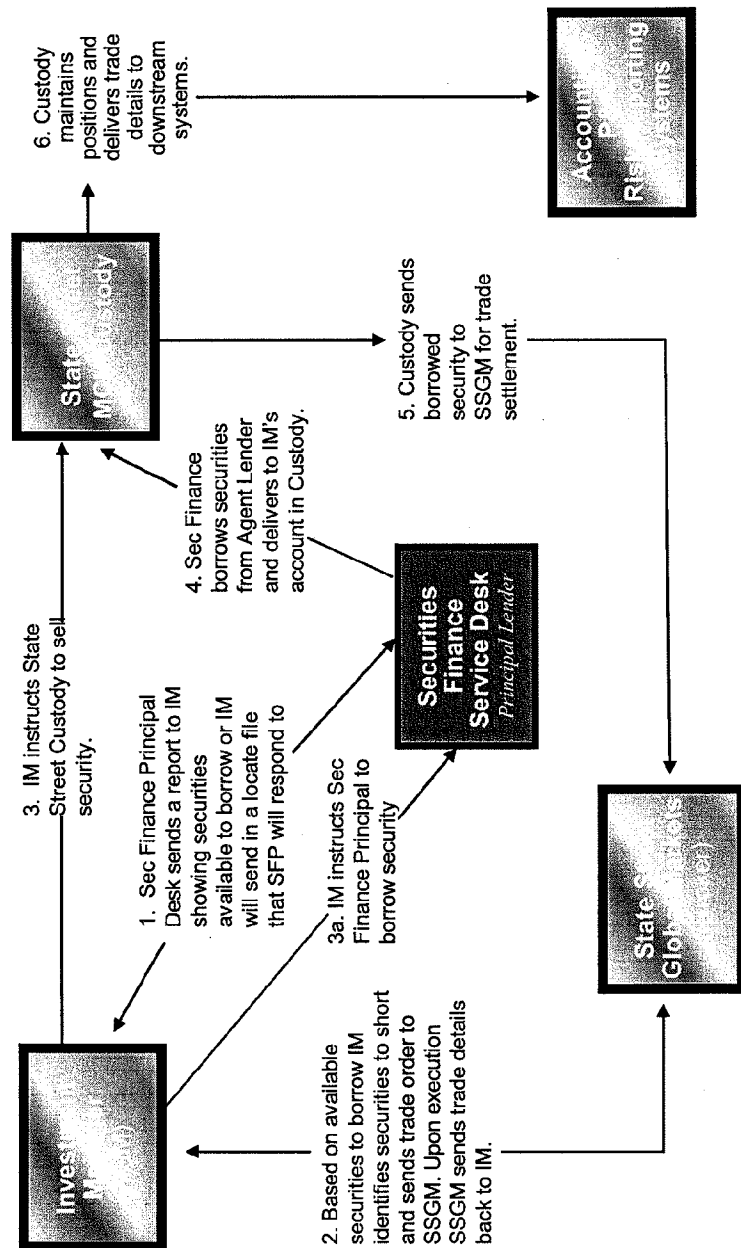 Securities
Finance
Service Desk
Principal Lender
1. Sec Finance Principal
Desk sends a report to IM
showing securities
available to borrow or IM
will send in a locate file
that SFP will respond to
2. Based on available
securities to borrow IM
identifies securities to short
and sends trade order to
SSGM. Upon execution
SSGM sends trade details
back to IM.
3. IM instructs State
Street Custody to sell
security.
3a. IM instructs Sec
Finance Principal to
borrow security
4. Sec Finance
borrows securities
from Agent Lender
and delivers to IM's
account in Custody.
5. Custody sends
borrowed
security to
SSGM for trade
settlement.
6. Custody
maintains
positions and
delivers trade
details to
downstream
systems.